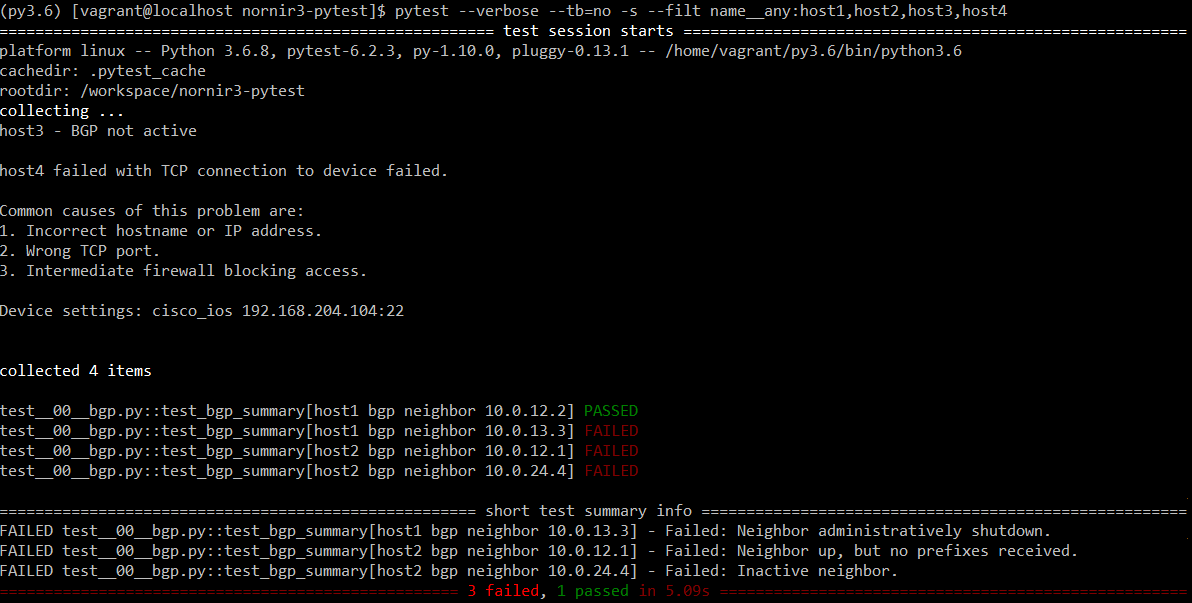 (py3.6) [vagrant@localhost nornir3-pytest]$ pytest --verbose --tb=no -s --filt name__any:host1,host2,host3,host4
======================================================= test session starts ========================================================
platform linux -- Python 3.6.8, pytest-6.2.3, py-1.10.0, pluggy-0.13.1 -- /home/vagrant/py3.6/bin/python3.6
cachedir: .pytest_cache
rootdir: /workspace/nornir3-pytest
collecting ...
host3 - BGP not active
host4 failed with TCP connection to device failed.
Common causes of this problem are:
1. Incorrect hostname or IP address.
2. Wrong TCP port.
3. Intermediate firewall blocking access.
Device settings: cisco_ios 192.168.204.104:22
collected 4 items
test__00__bgp.py::test_bgp_summary[host1 bgp neighbor 10.0.12.2] PASSED
test__00__bgp.py::test_bgp_summary[host1 bgp neighbor 10.0.13.3] FAILED
test__00__bgp.py::test_bgp_summary[host2 bgp neighbor 10.0.12.1] FAILED
test__00__bgp.py::test_bgp_summary[host2 bgp neighbor 10.0.24.4] FAILED
===================================================== short test summary info ======================================================
FAILED test__00__bgp.py::test_bgp_summary[host1 bgp neighbor 10.0.13.3] - Failed: Neighbor administratively shutdown.
FAILED test__00__bgp.py::test_bgp_summary[host2 bgp neighbor 10.0.12.1] - Failed: Neighbor up, but no prefixes received.
FAILED test__00__bgp.py::test_bgp_summary[host2 bgp neighbor 10.0.24.4] - Failed: Inactive neighbor.
=================================================== 3 failed, 1 passed in 5.09s ====================================================